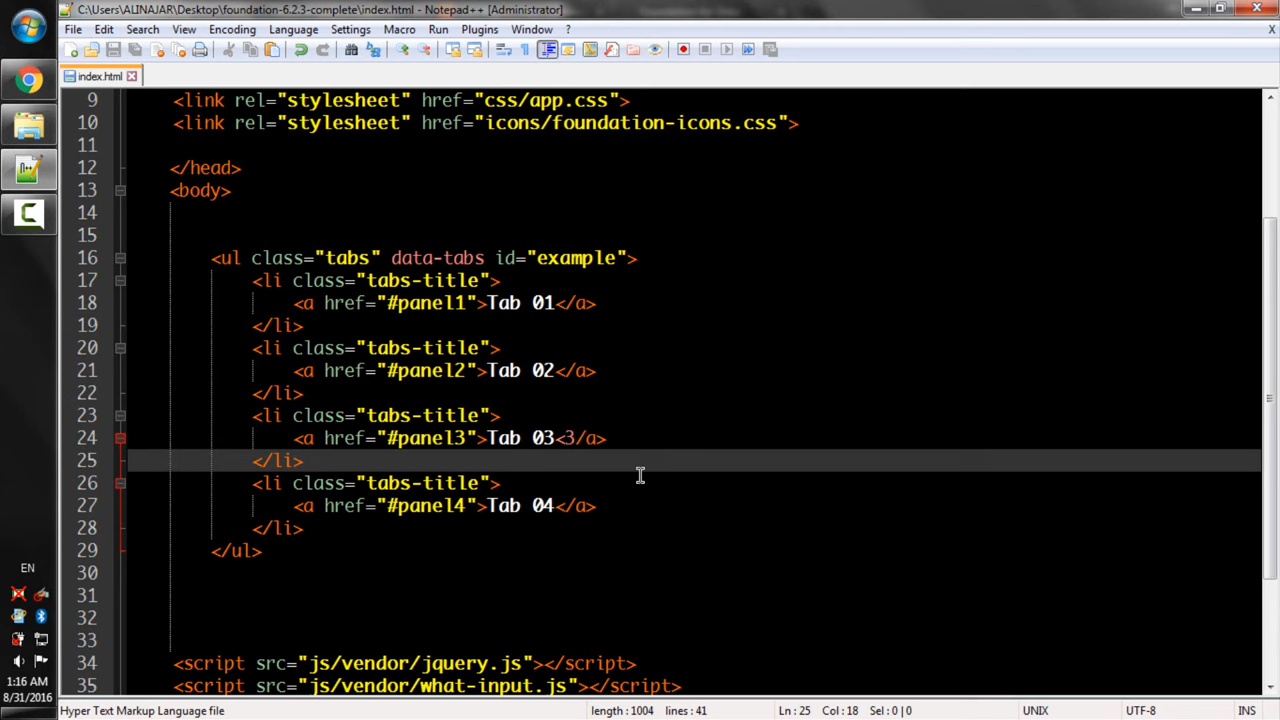 C:\Users\ALINAJAR\Desktop\foundation-6.2.3-complete\index.html - Notepad++ [Administrator]
File Edit Search View Encoding Language Settings Macro Run Plugins Window ? X
index.html
9 <link rel="stylesheet" href="css/app.css">
10 <link rel="stylesheet" href="icons/foundation-icons.css">
11
12 </head>
13 <body>
14
15
16 <ul class="tabs" data-tabs id="example">
17 <li class="tabs-title">
18 <a href="#panel1">Tab 01</a>
19 </li>
20 <li class="tabs-title">
21 <a href="#panel2">Tab 02</a>
22 </li>
23 <li class="tabs-title">
24 <a href="#panel3">Tab 03<3/a>
25 </li>
26 <li class="tabs-title">
27 <a href="#panel4">Tab 04</a>
28 </li>
29 </ul>
30
31
32
33
34 <script src="js/vendor/jquery.js"></script>
35 <script src="js/vendor/what-input.js"></script>
EN
1:16 AM
8/31/2016
Hyper Text Markup Language file length : 1004 lines : 41 Ln : 25 Col : 18 Sel : 0 | 0 UNIX UTF-8 INS